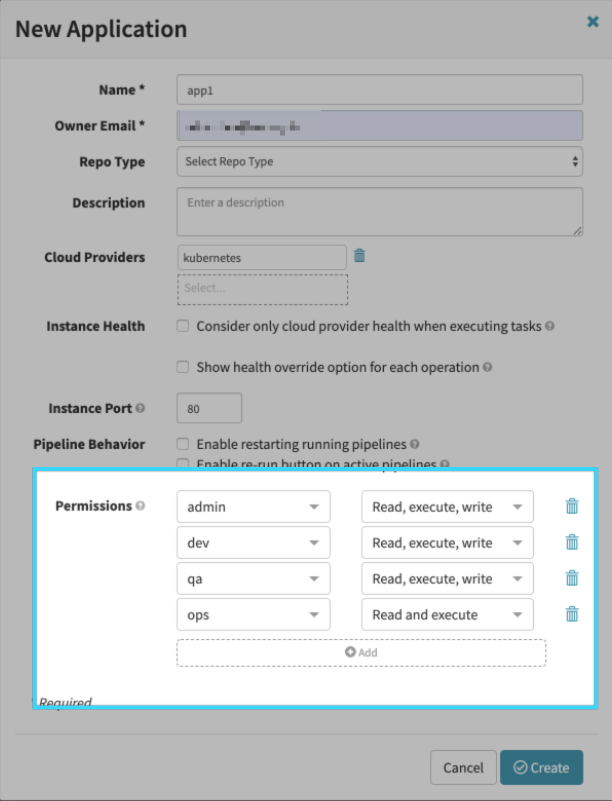 New Application
Name *
app1
Owner Email *
Repo Type
Select Repo Type
Description
Enter a description
Cloud Providers
kubernetes
Select...
Instance Health
Consider only cloud provider health when executing tasks
Show health override option for each operation
Instance Port
80
Pipeline Behavior
Enable restarting running pipelines
Enable re-run button on active pipelines
Permissions
admin Read, execute, write
dev Read, execute, write
qa Read, execute, write
ops Read and execute
Add
* Required
Cancel Create